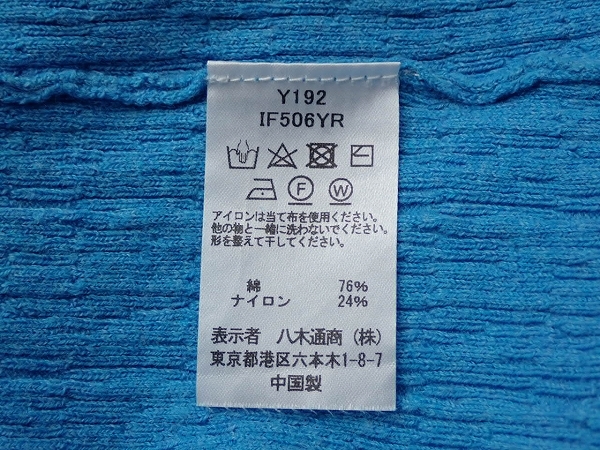 Y192
IF506YR
F W
アイロンは当て布を使用ください。
他の物と一緒に洗わないでください。
形を整えて干してください。
綿 76%
ナイロン 24%
表示者 八木通商（株）
東京都港区六本木1-8-7
中国製